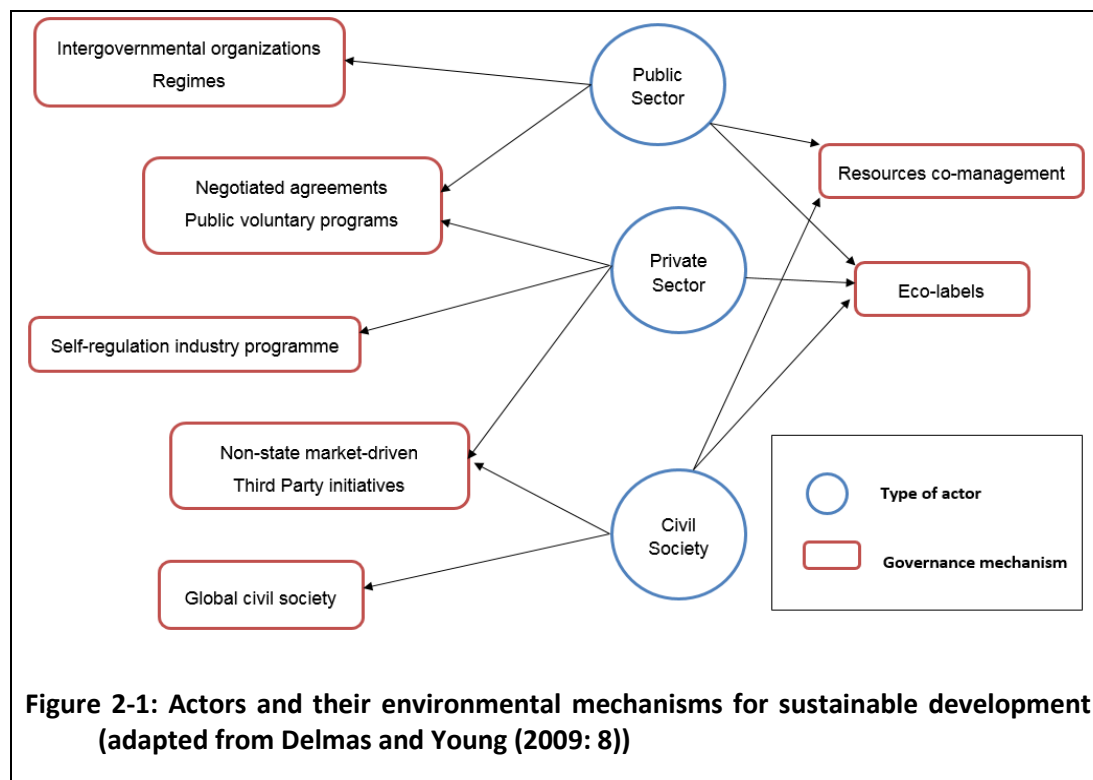 Intergovernmental organizations
Regimes
Public
Sector
Negotiated agreements
Public voluntary programs
Resources co-management
Private
Sector
Eco-labels
Self-regulation industry programme
Non-state market-driven
Third Party initiatives
Civil
Society
Global civil society
Type of actor
Governance mechanism
Figure 2-1: Actors and their environmental mechanisms for sustainable development
(adapted from Delmas and Young (2009: 8))